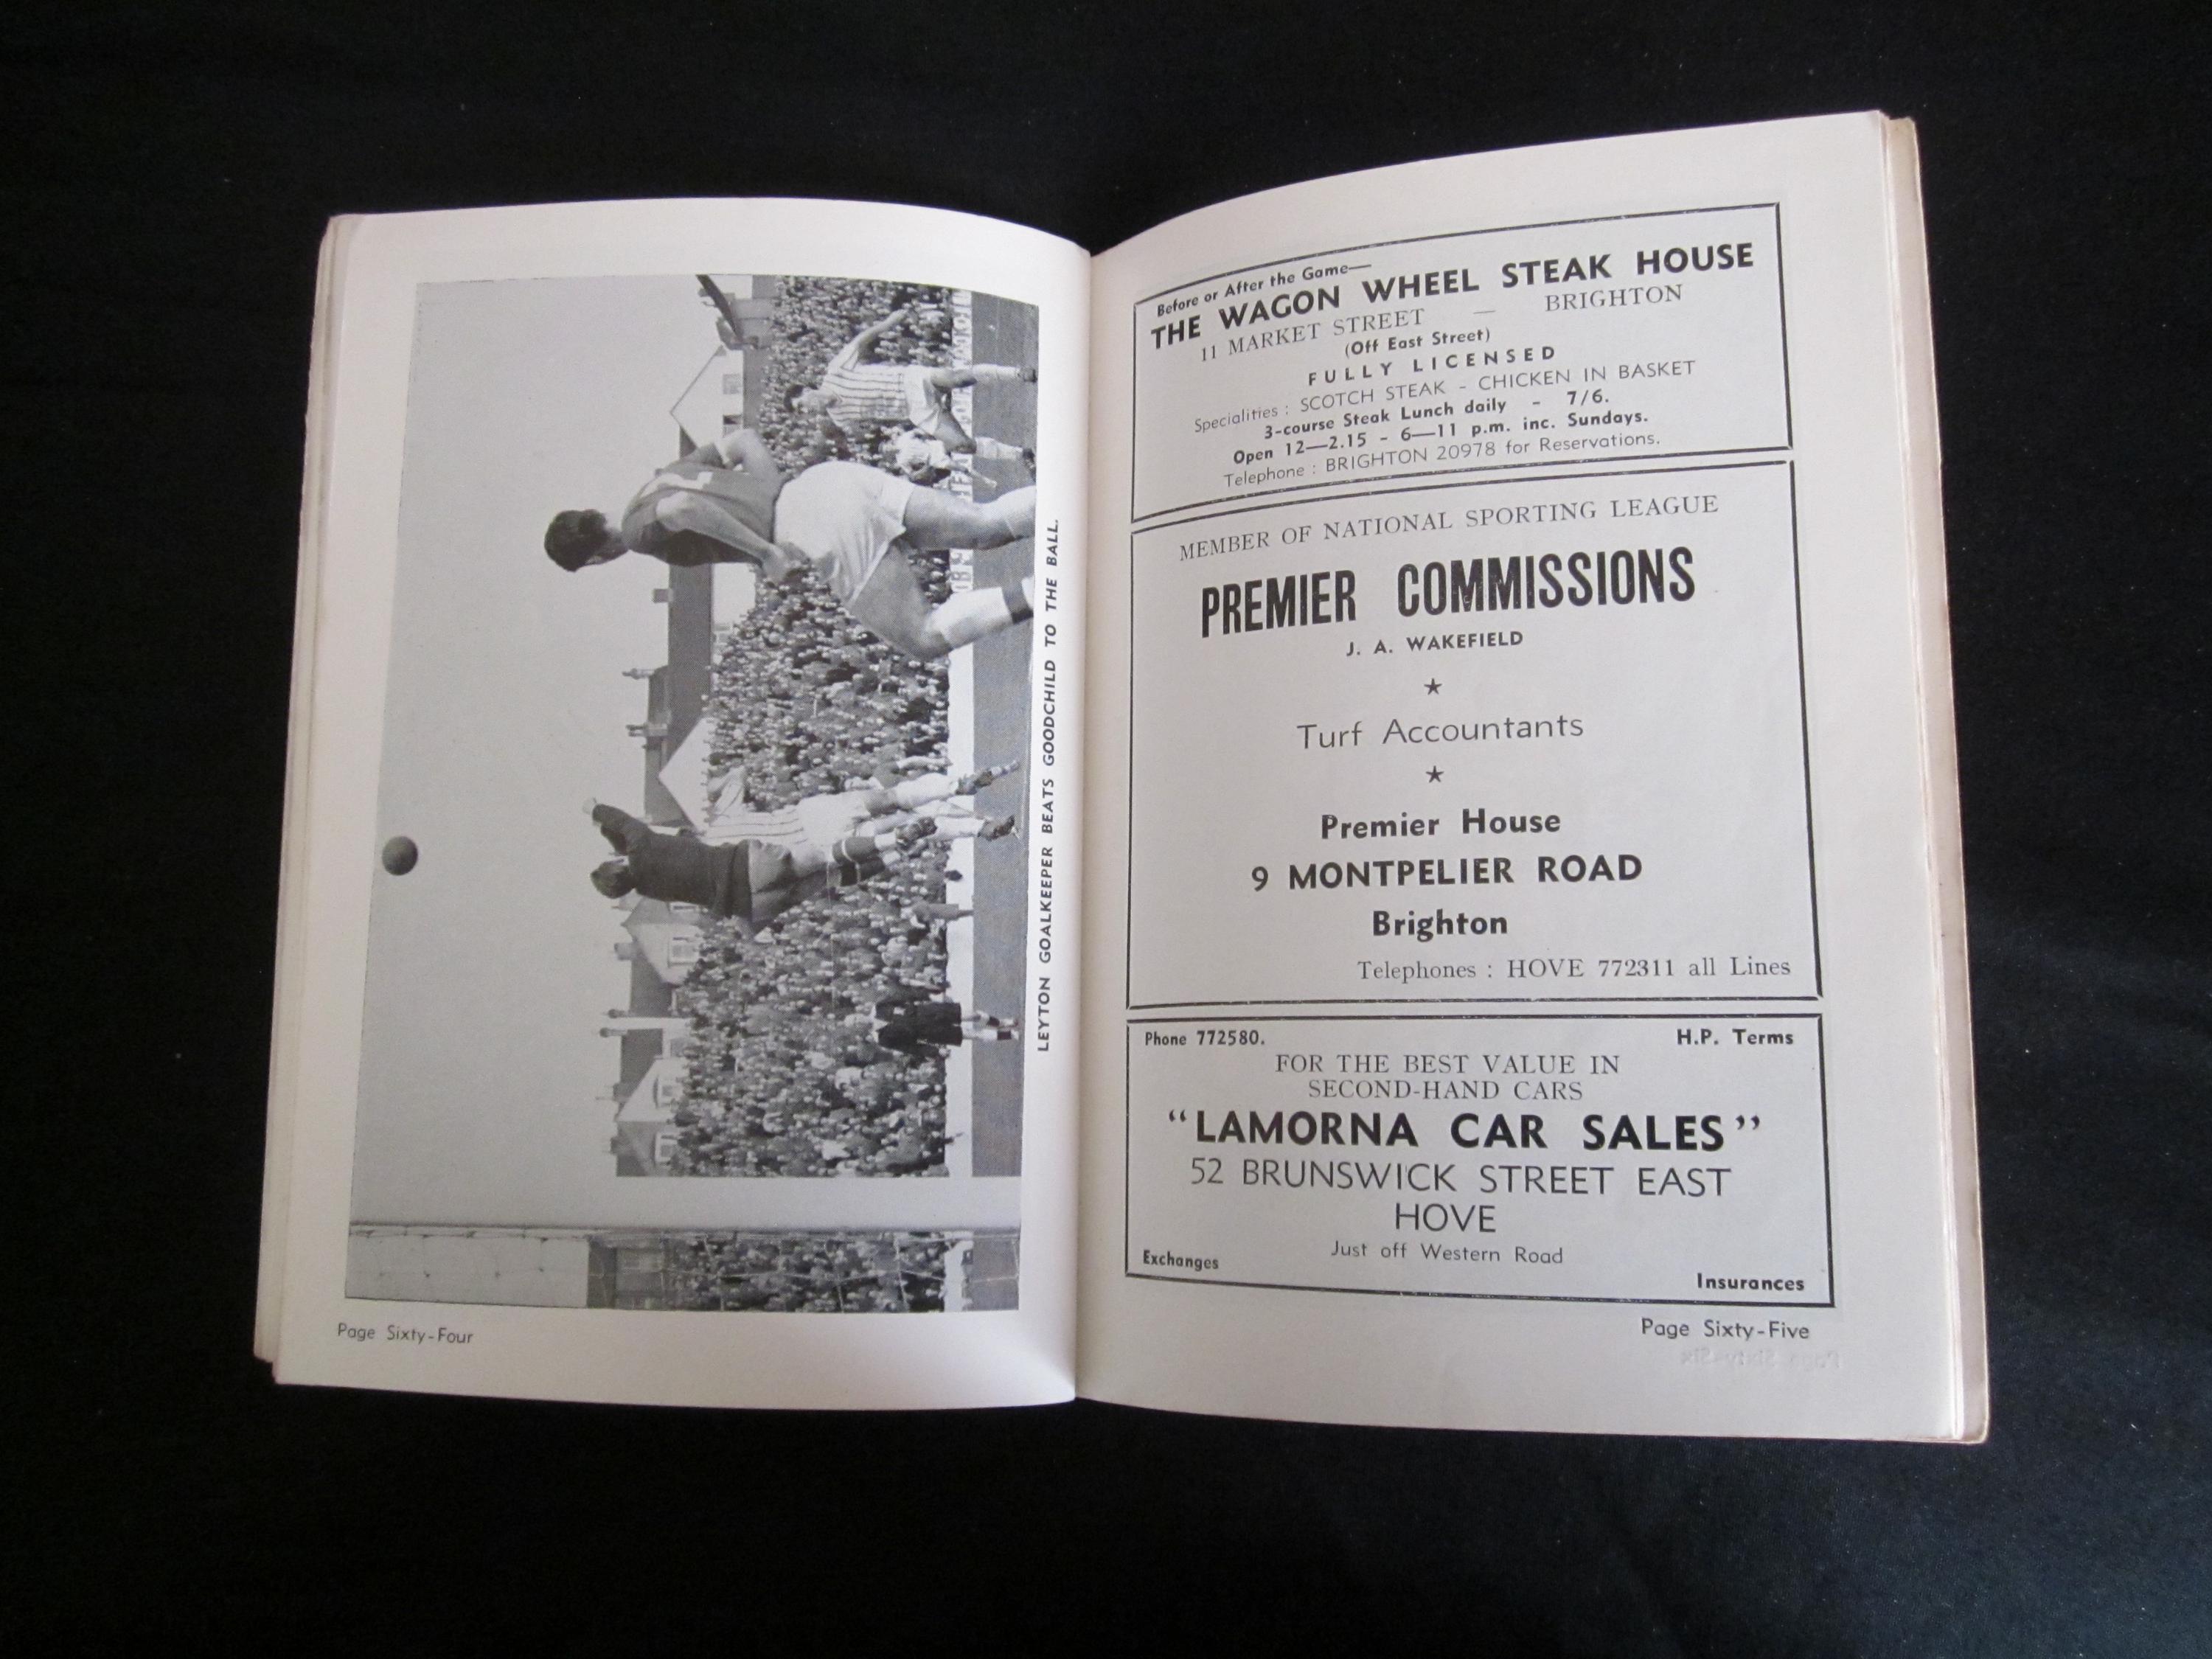 LEYTON GOALKEEPER BEATS GOODCHILD TO THE BALL.
Page Sixty-Four
Before or After the Game—
THE WAGON WHEEL STEAK HOUSE
11 MARKET STREET — BRIGHTON
(Off East Street)
FULLY LICENSED
Specialities : SCOTCH STEAK - CHICKEN IN BASKET
3-course Steak Lunch daily - 7/6.
Open 12—2.15 - 6—11 p.m. inc. Sundays.
Telephone : BRIGHTON 20978 for Reservations.
MEMBER OF NATIONAL SPORTING LEAGUE
PREMIER COMMISSIONS
J. A. WAKEFIELD
★
Turf Accountants
★
Premier House
9 MONTPELIER ROAD
Brighton
Telephones : HOVE 772311 all Lines
Phone 772580. H.P. Terms
FOR THE BEST VALUE IN
SECOND-HAND CARS
"LAMORNA CAR SALES"
52 BRUNSWICK STREET EAST
HOVE
Just off Western Road
Exchanges Insurances
Page Sixty-Five